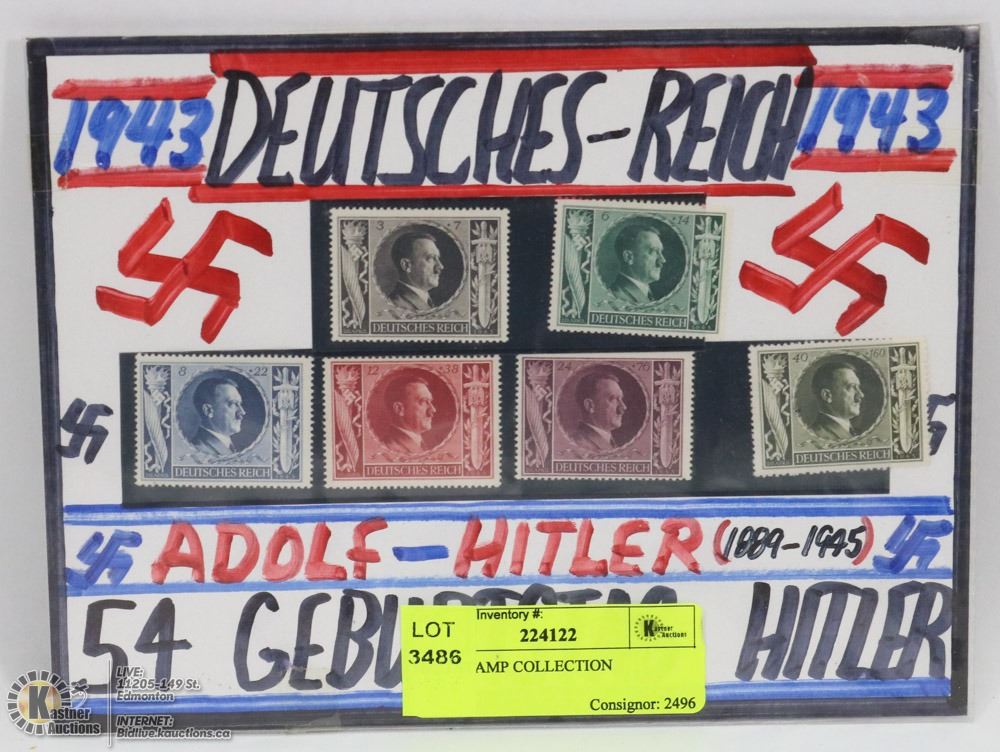 1943 DEUTSCHES-REICH 1943
3 7
DEUTSCHES REICH
6 +14
DEUTSCHES REICH
8 22
DEUTSCHES REICH
12 +38
DEUTSCHES REICH
24 +76
DEUTSCHES REICH
40 +160
DEUTSCHES REICH
ADOLF-HITLER (1889-1945)
54 HITLER
LOT
3486
Inventory #:
224122
Kastner
Auctions
AMP COLLECTION
Consignor: 2496
Kastner
Auctions
LIVE:
11205-149 St.
Edmonton
INTERNET:
Bidlive.kauctions.ca